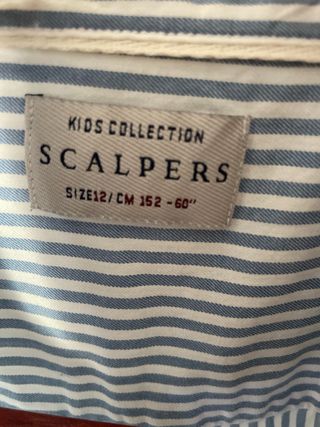 KIDS COLLECTION
SCALPERS
SIZE12/CM 152 - 60"